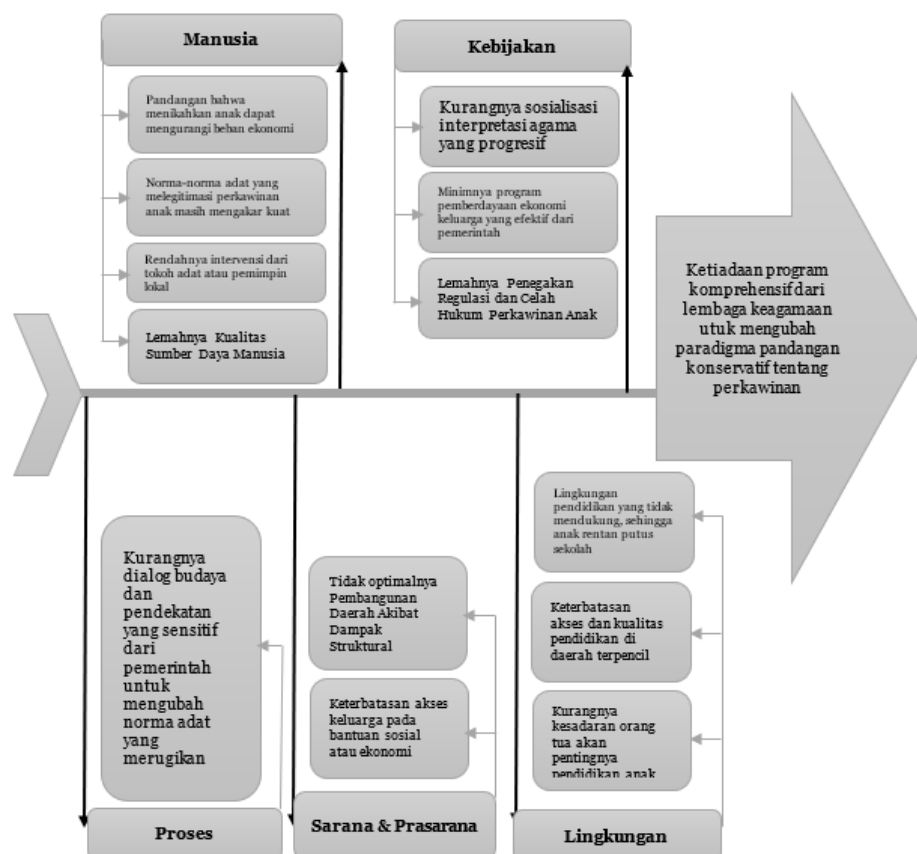 Manusia
Pandangan bahwa
menikahkan anak dapat
mengurangi beban ekonomi
Norma-norma adat yang
melegitimasi perkawinan
anak masih mengakar kuat
Rendahnya intervensi dari
tokoh adat atau pemimpin
lokal
Lemahnya Kualitas
Sumber Daya Manusia
Kebijakan
Kurangnya sosialisasi
interpretasi agama
yang progresif
Minimnya program
pemberdayaan ekonomi
keluarga yang efektif dari
pemerintah
Lemahnya Penegakan
Regulasi dan Celah
Hukum Perkawinan Anak
Ketiadaan program
komprehensif dari
lembaga keagamaan
utuk mengubah
paradigma pandangan
konservatif tentang
perkawinan
Kurangnya
dialog budaya
dan
pendekatan
yang sensitif
dari
pemerintah
untuk
mengubah
norma adat
yang
merugikan
Proses
Tidak optimalnya
Pembangunan
Daerah Akibat
Dampak
Struktural
Keterbatasan akses
keluarga pada
bantuan sosial
atau ekonomi
Sarana & Prasarana
Lingkungan
pendidikan yang tidak
mendukung, sehingga
anak rentan putus
sekolah
Keterbatasan
akses dan kualitas
pendidikan di
daerah terpencil
Kurangnya
kesadaran orang
tua akan
pentingnya
pendidikan anak
Lingkungan